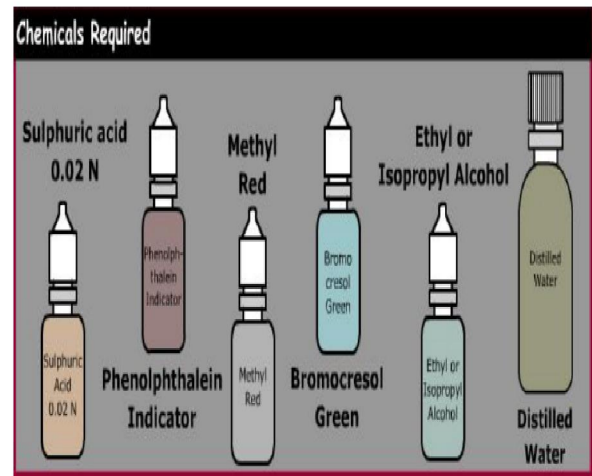 Chemicals Required
Sulphuric acid
0.02 N
Methyl
Red
Ethyl or
Isopropyl Alcohol
Phenolph-
thalein
Indicator
Bromo
cresol
Green
Distilled
Water
Sulphuric
Acid
0.02 N
Phenolphthalein
Indicator
Methyl
Red
Bromocresol
Green
Ethyl or
Isopropyl
Alcohol
Distilled
Water